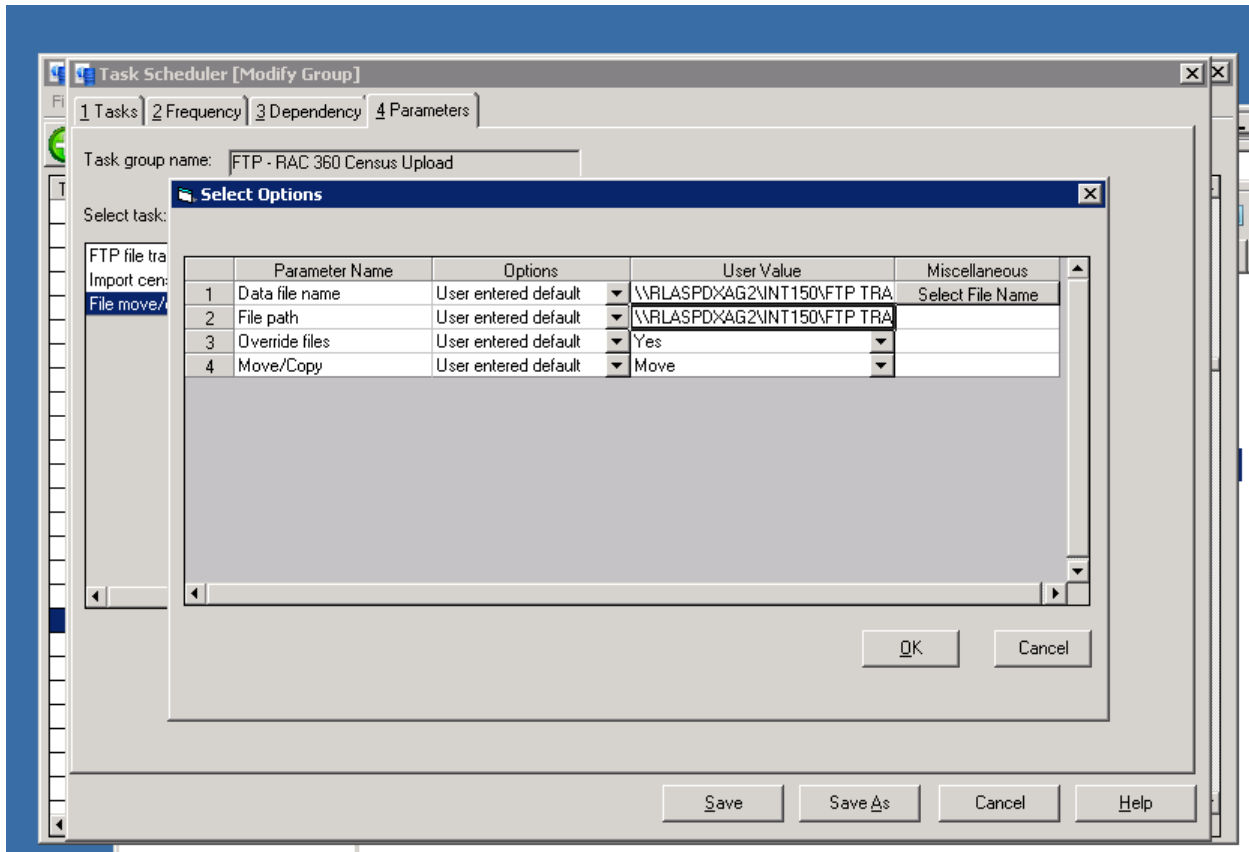 Task Scheduler [Modify Group]
1 Tasks 2 Frequency 3 Dependency 4 Parameters
Task group name: FTP - RAC 360 Census Upload
Select Options
Select task:
FTP file tra
Import cen
File move/
Parameter Name Options User Value Miscellaneous
1 Data file name User entered default \\RLASPDXAG2\INT150\FTP TRA Select File Name
2 File path User entered default \\RLASPDXAG2\INT150\FTP TRA
3 Override files User entered default Yes
4 Move/Copy User entered default Move
OK Cancel
Save Save As Cancel Help